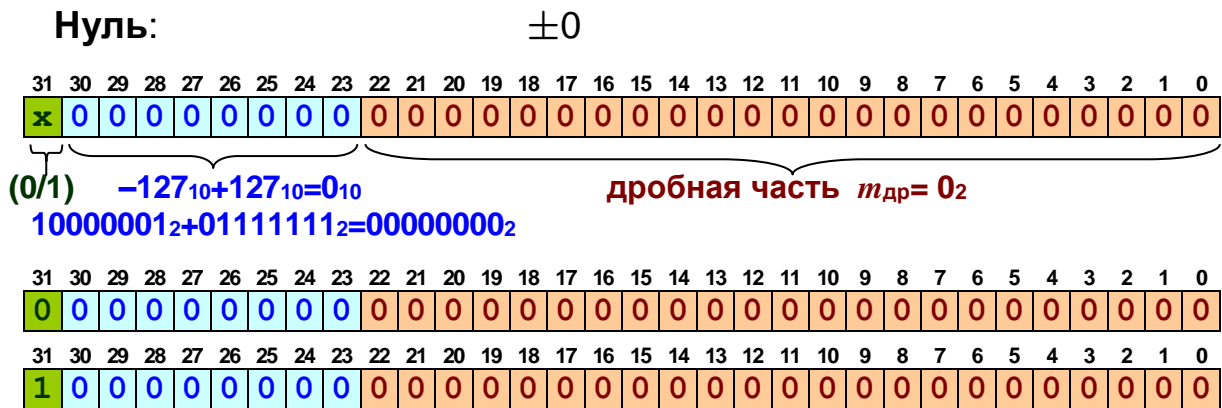 Нуль: ±0
31 30 29 28 27 26 25 24 23 22 21 20 19 18 17 16 15 14 13 12 11 10 9 8 7 6 5 4 3 2 1 0
x 0 0 0 0 0 0 0 0 0 0 0 0 0 0 0 0 0 0 0 0 0 0 0 0 0 0 0 0 0 0 0
(0/1) –127₁₀+127₁₀=0₁₀ дробная часть mдр= 0₂
10000001₂+01111111₂=00000000₂
31 30 29 28 27 26 25 24 23 22 21 20 19 18 17 16 15 14 13 12 11 10 9 8 7 6 5 4 3 2 1 0
0 0 0 0 0 0 0 0 0 0 0 0 0 0 0 0 0 0 0 0 0 0 0 0 0 0 0 0 0 0 0 0
31 30 29 28 27 26 25 24 23 22 21 20 19 18 17 16 15 14 13 12 11 10 9 8 7 6 5 4 3 2 1 0
1 0 0 0 0 0 0 0 0 0 0 0 0 0 0 0 0 0 0 0 0 0 0 0 0 0 0 0 0 0 0 0